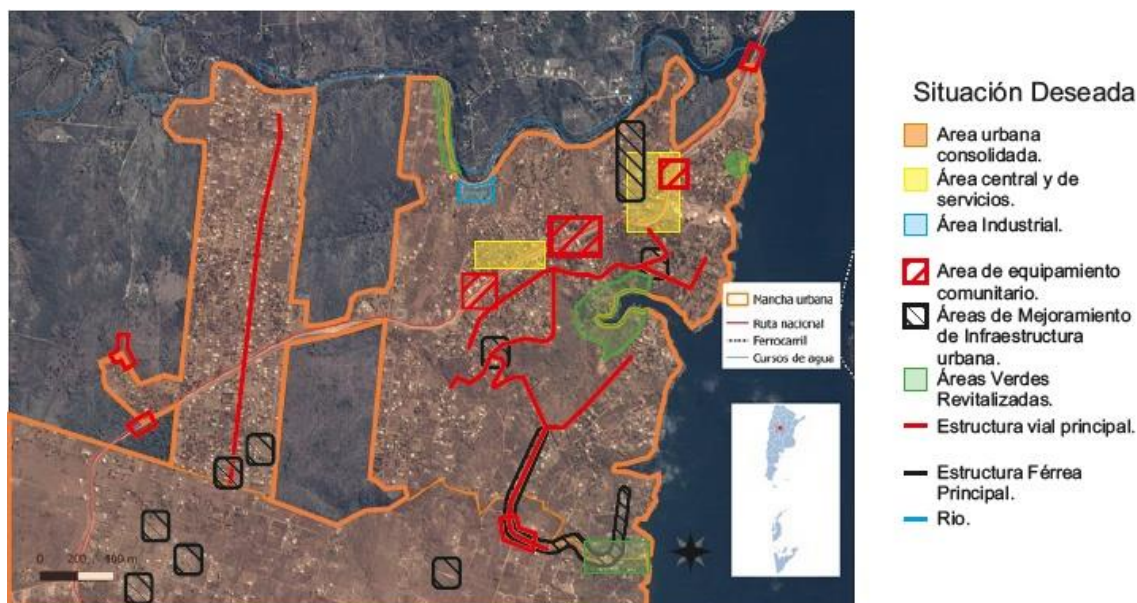 Situación Deseada
Area urbana
consolidada.
Área central y de
servicios.
Área Industrial.
Area de equipamiento
comunitario.
Áreas de Mejoramiento
de Infraestructura
urbana.
Áreas Verdes
Revitalizadas.
Estructura vial principal.
Estructura Férrea
Principal.
Rio.
Mancha urbana
Ruta nacional
Ferrocarril
Cursos de agua
0 200 400 m